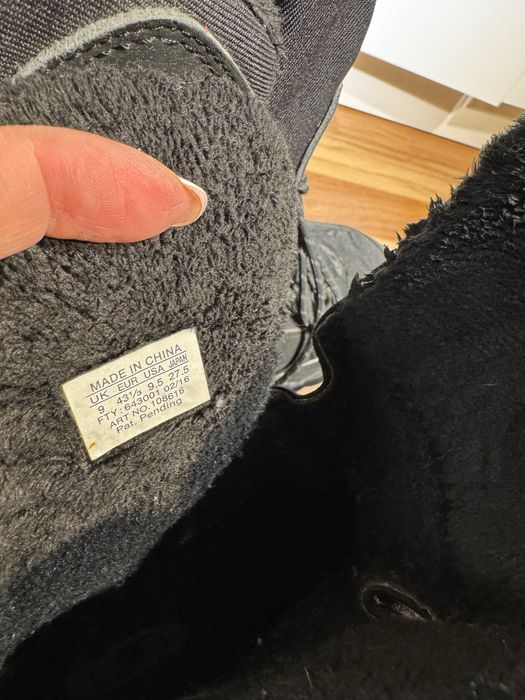 MADE IN CHINA
UK EUR USA JAPAN
9 43⅓ 9.5 27.5
FTY: 643001 02/16
ART NO. 108616
Pat. Pending